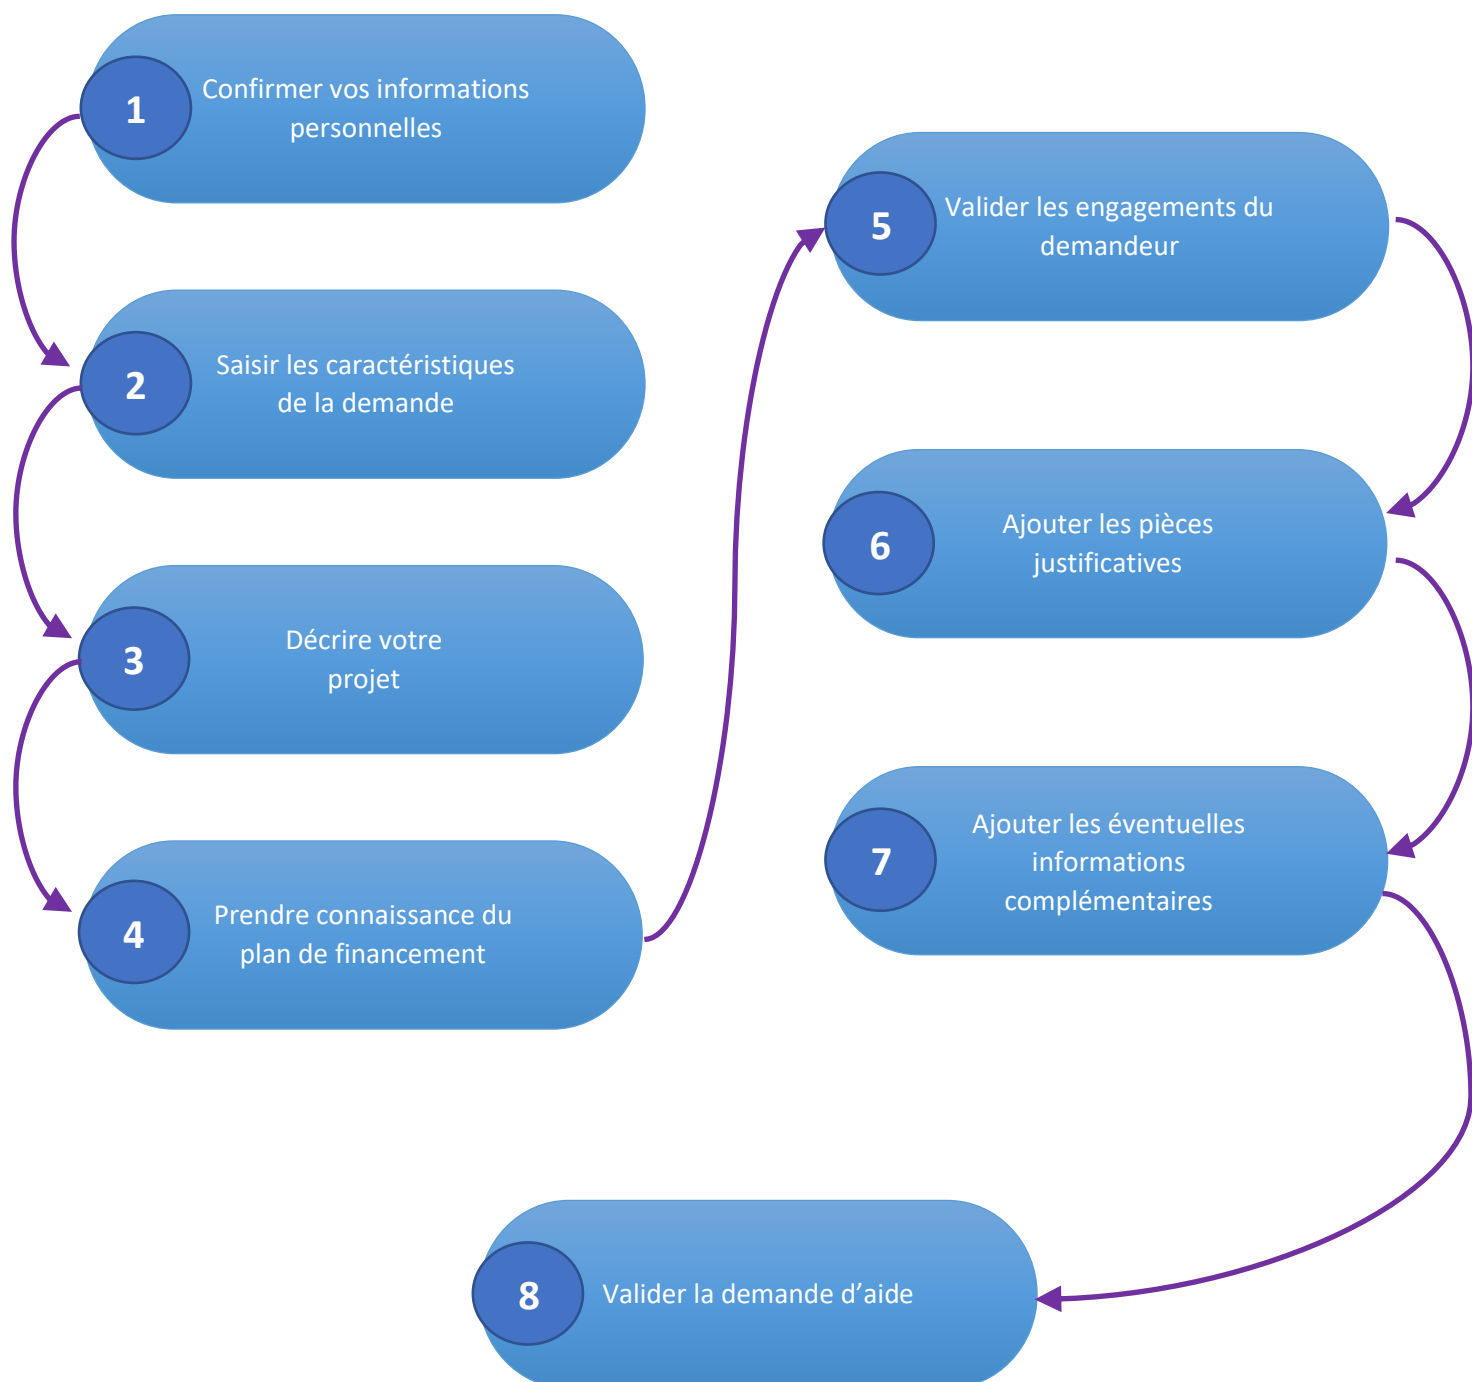 1
Confirmer vos informations
personnelles
2
Saisir les caractéristiques
de la demande
3
Décrire votre
projet
4
Prendre connaissance du
plan de financement
5
Valider les engagements du
demandeur
6
Ajouter les pièces
justificatives
7
Ajouter les éventuelles
informations
complémentaires
8
Valider la demande d’aide